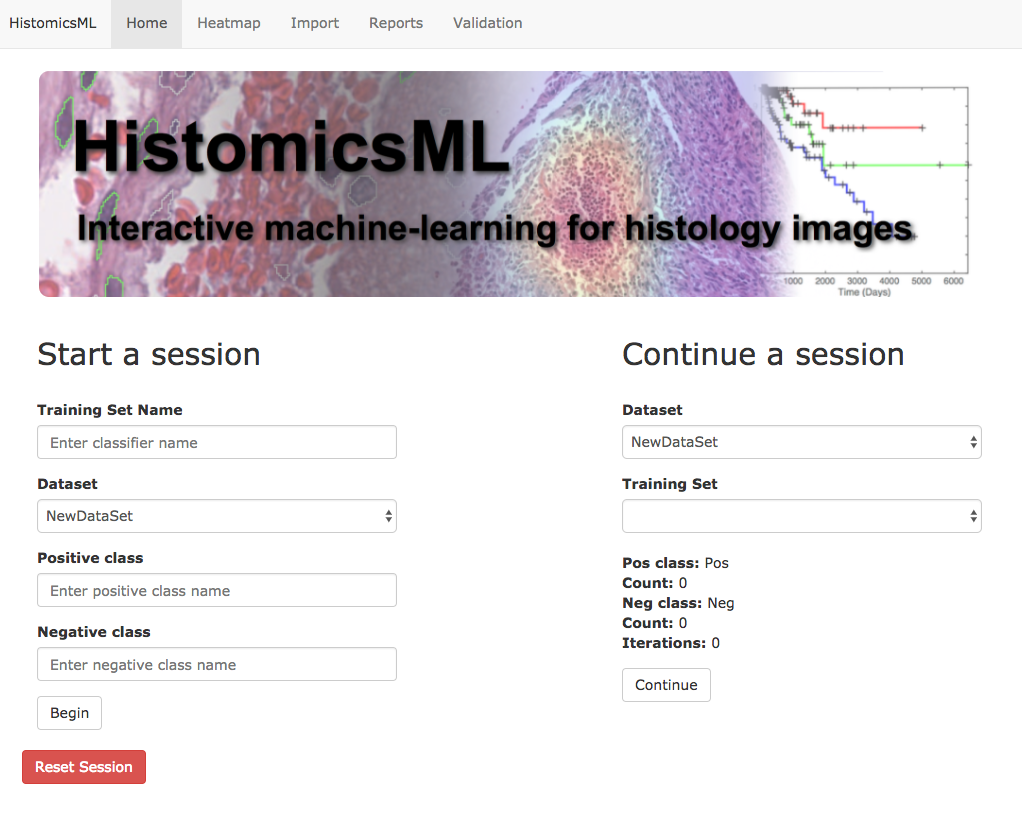 HistomicsML Home Heatmap Import Reports Validation
HistomicsML
Interactive machine-learning for histology images
1000 2000 3000 4000 5000 6000
Time (Days)
Start a session
Training Set Name
Enter classifier name
Dataset
NewDataSet
Positive class
Enter positive class name
Negative class
Enter negative class name
Begin
Reset Session
Continue a session
Dataset
NewDataSet
Training Set
Pos class: Pos
Count: 0
Neg class: Neg
Count: 0
Iterations: 0
Continue